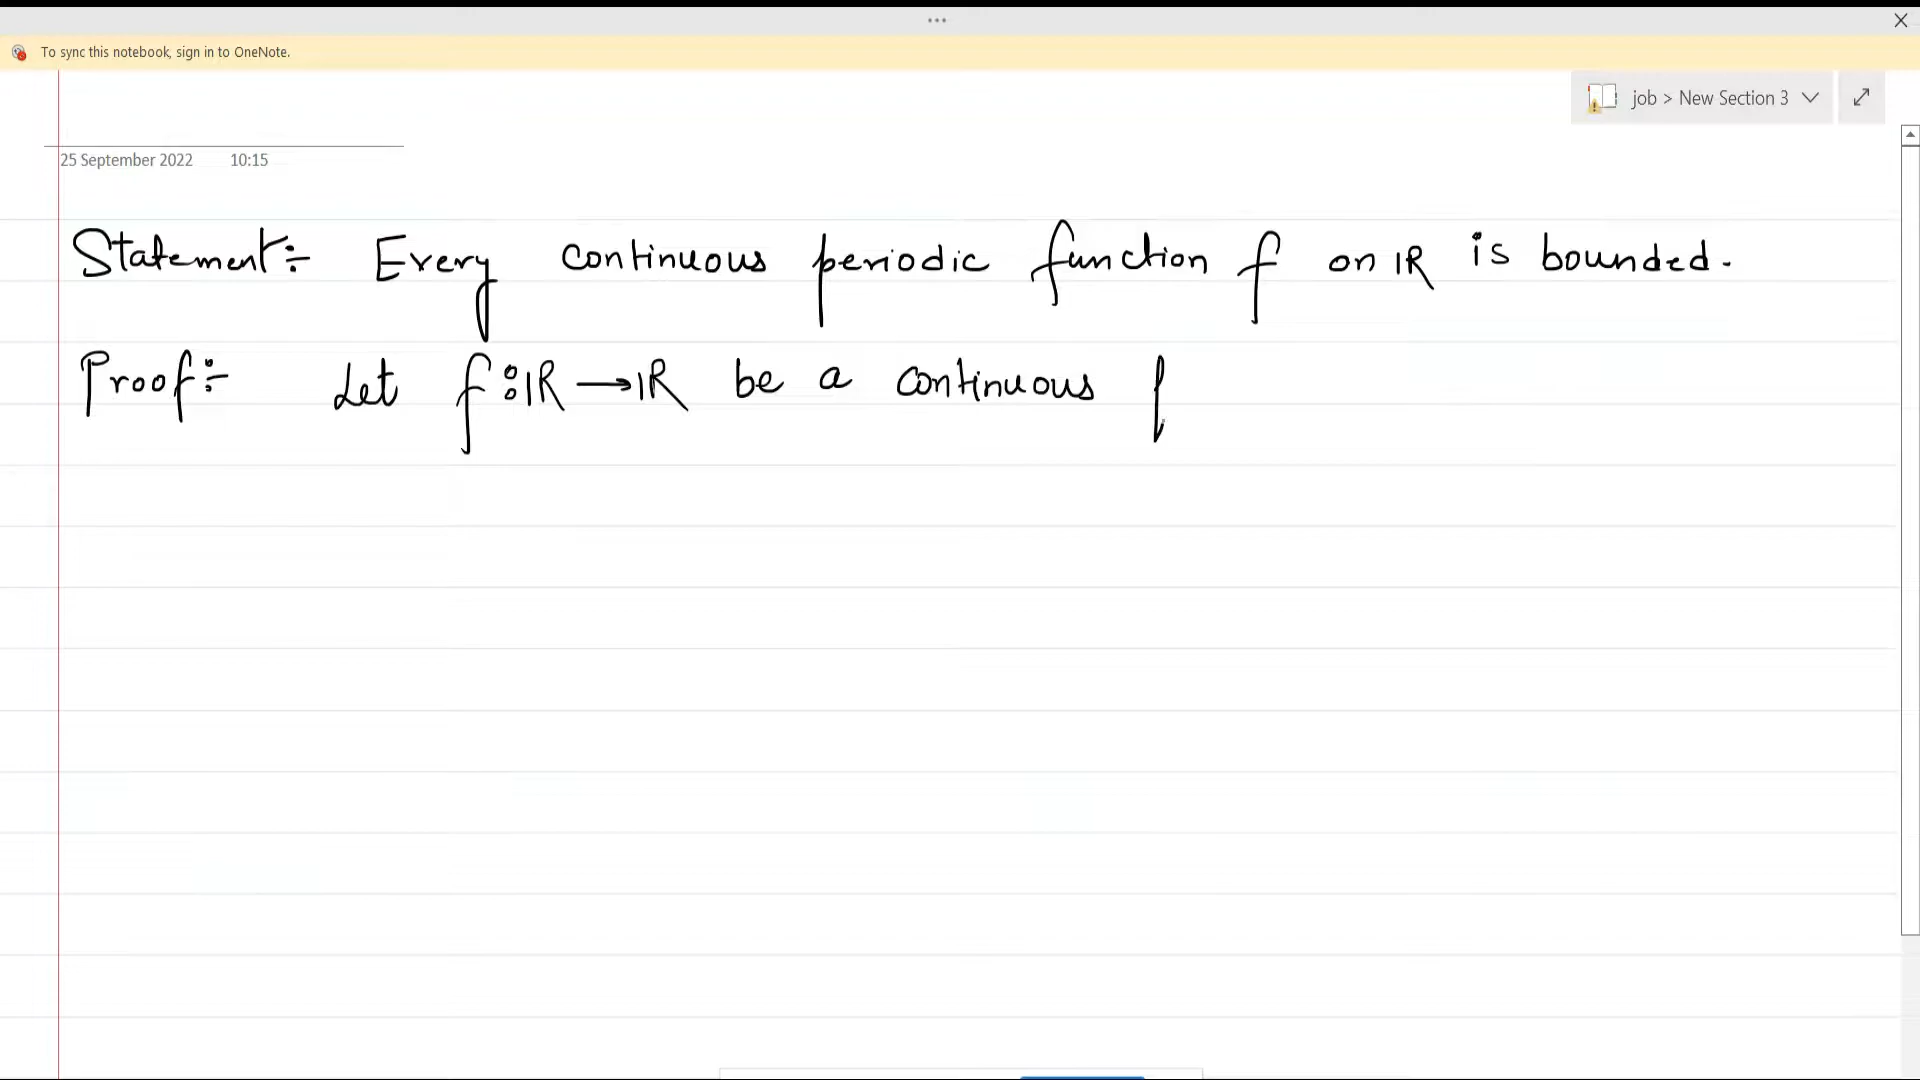 To sync this notebook, sign in to OneNote.
job > New Section 3
25 September 2022 10:15
Statement:- Every continuous periodic function f on ℝ is bounded.
Proof:- Let f:ℝ→ℝ be a continuous